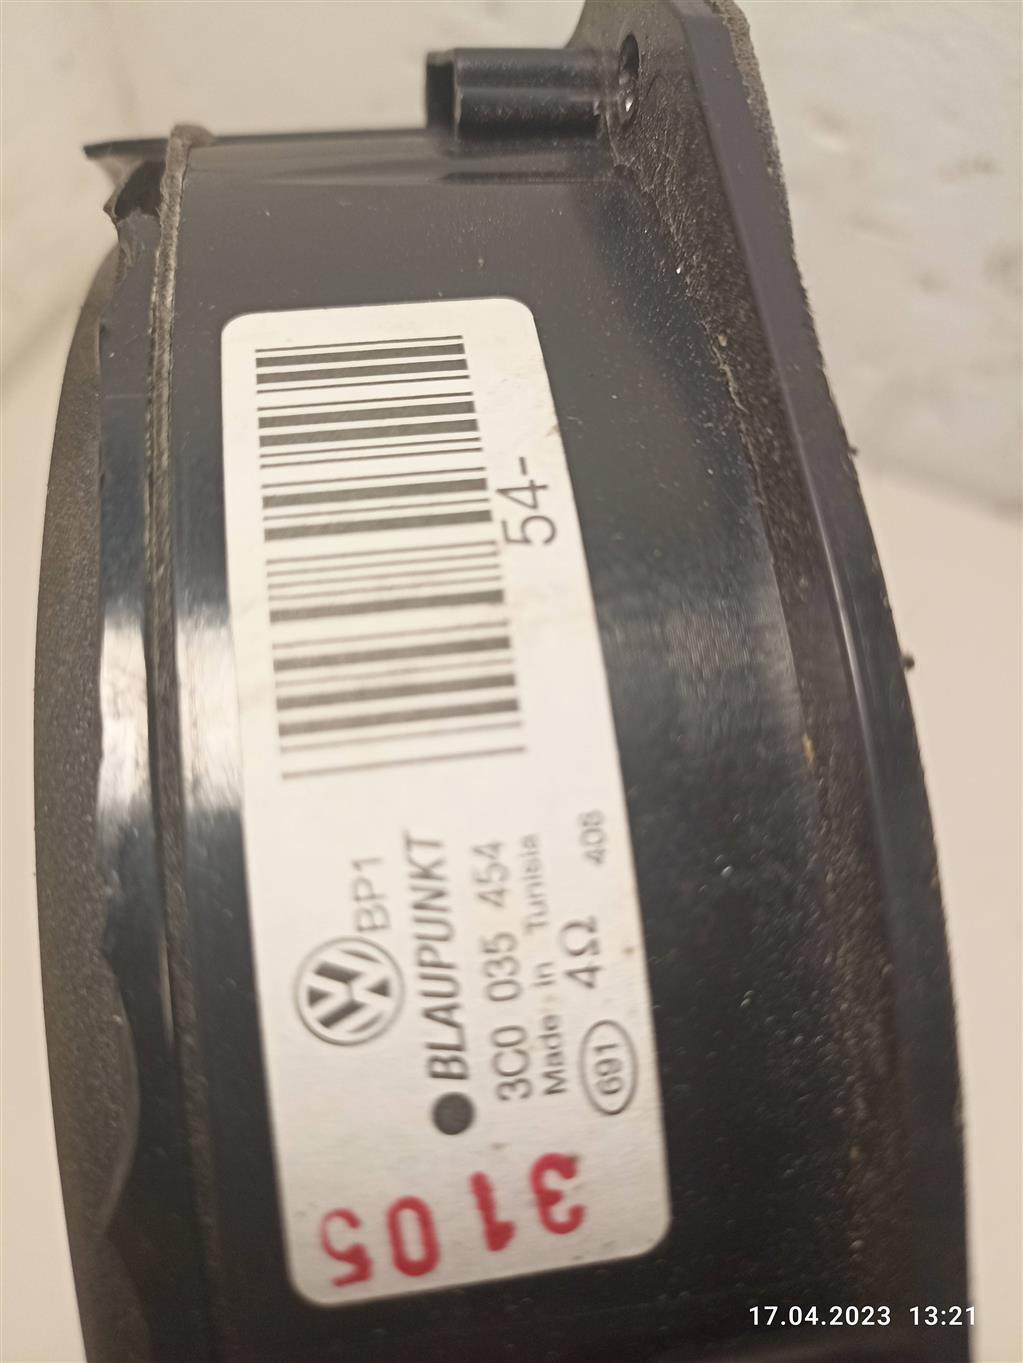 54-
BP1
BLAUPUNKT
3C0 035 454
Made in Tunisia
691 4Ω 408
3105
17.04.2023 13:21